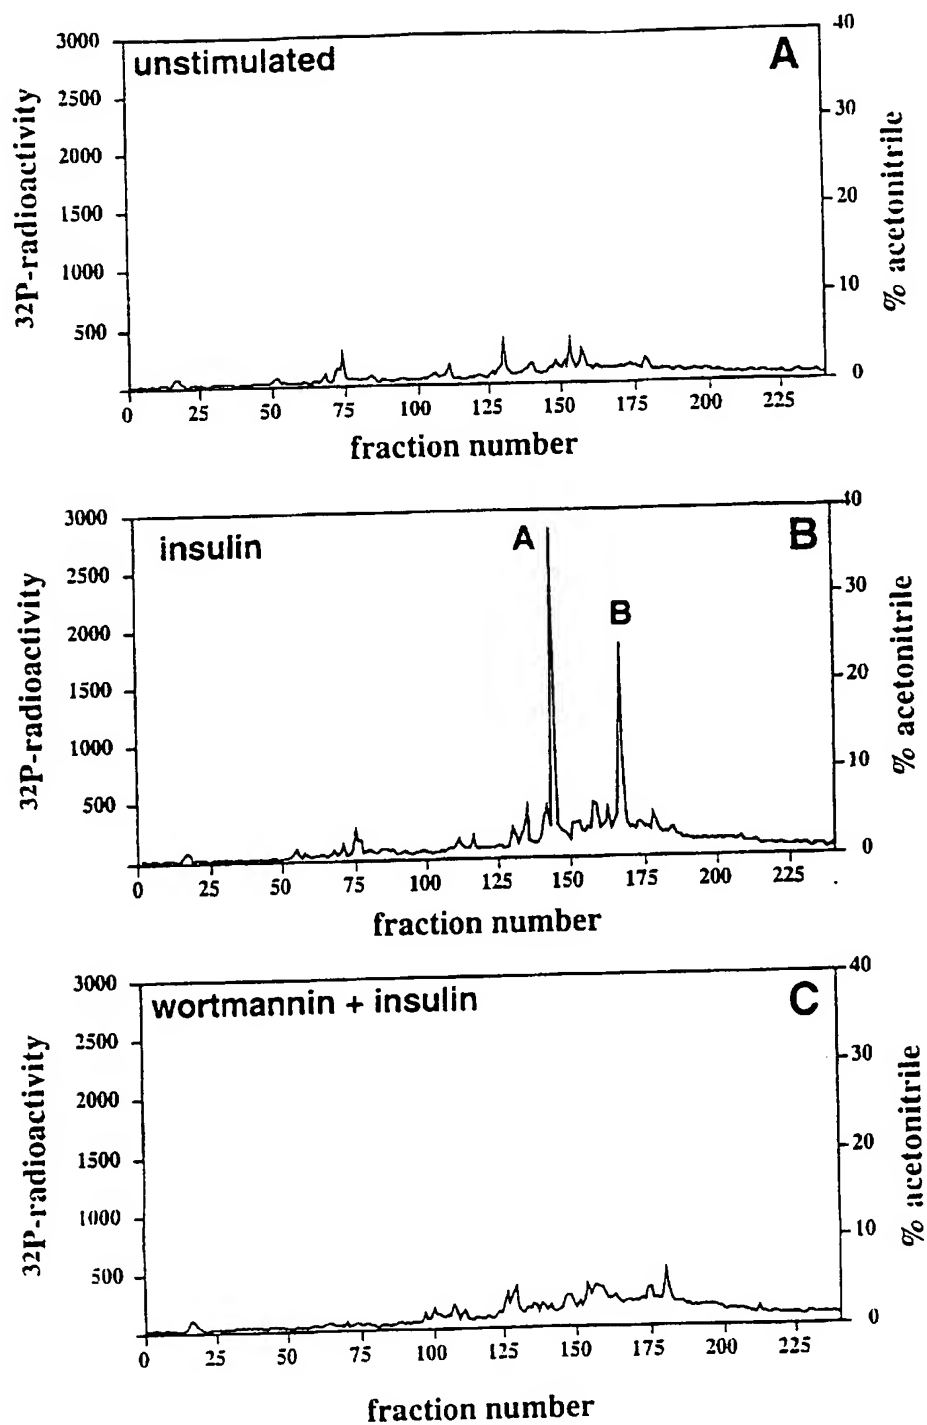 unstimulated
A
3000
2500
2000
1500
1000
500
32P-radioactivity
40
30
20
10
0
% acetonitrile
0 25 50 75 100 125 150 175 200 225
fraction number
insulin
A
B
B
3000
2500
2000
1500
1000
500
32P-radioactivity
40
30
20
10
0
% acetonitrile
0 25 50 75 100 125 150 175 200 225
fraction number
wortmannin + insulin
C
3000
2500
2000
1500
1000
500
32P-radioactivity
40
30
20
10
0
% acetonitrile
0 25 50 75 100 125 150 175 200 225
fraction number